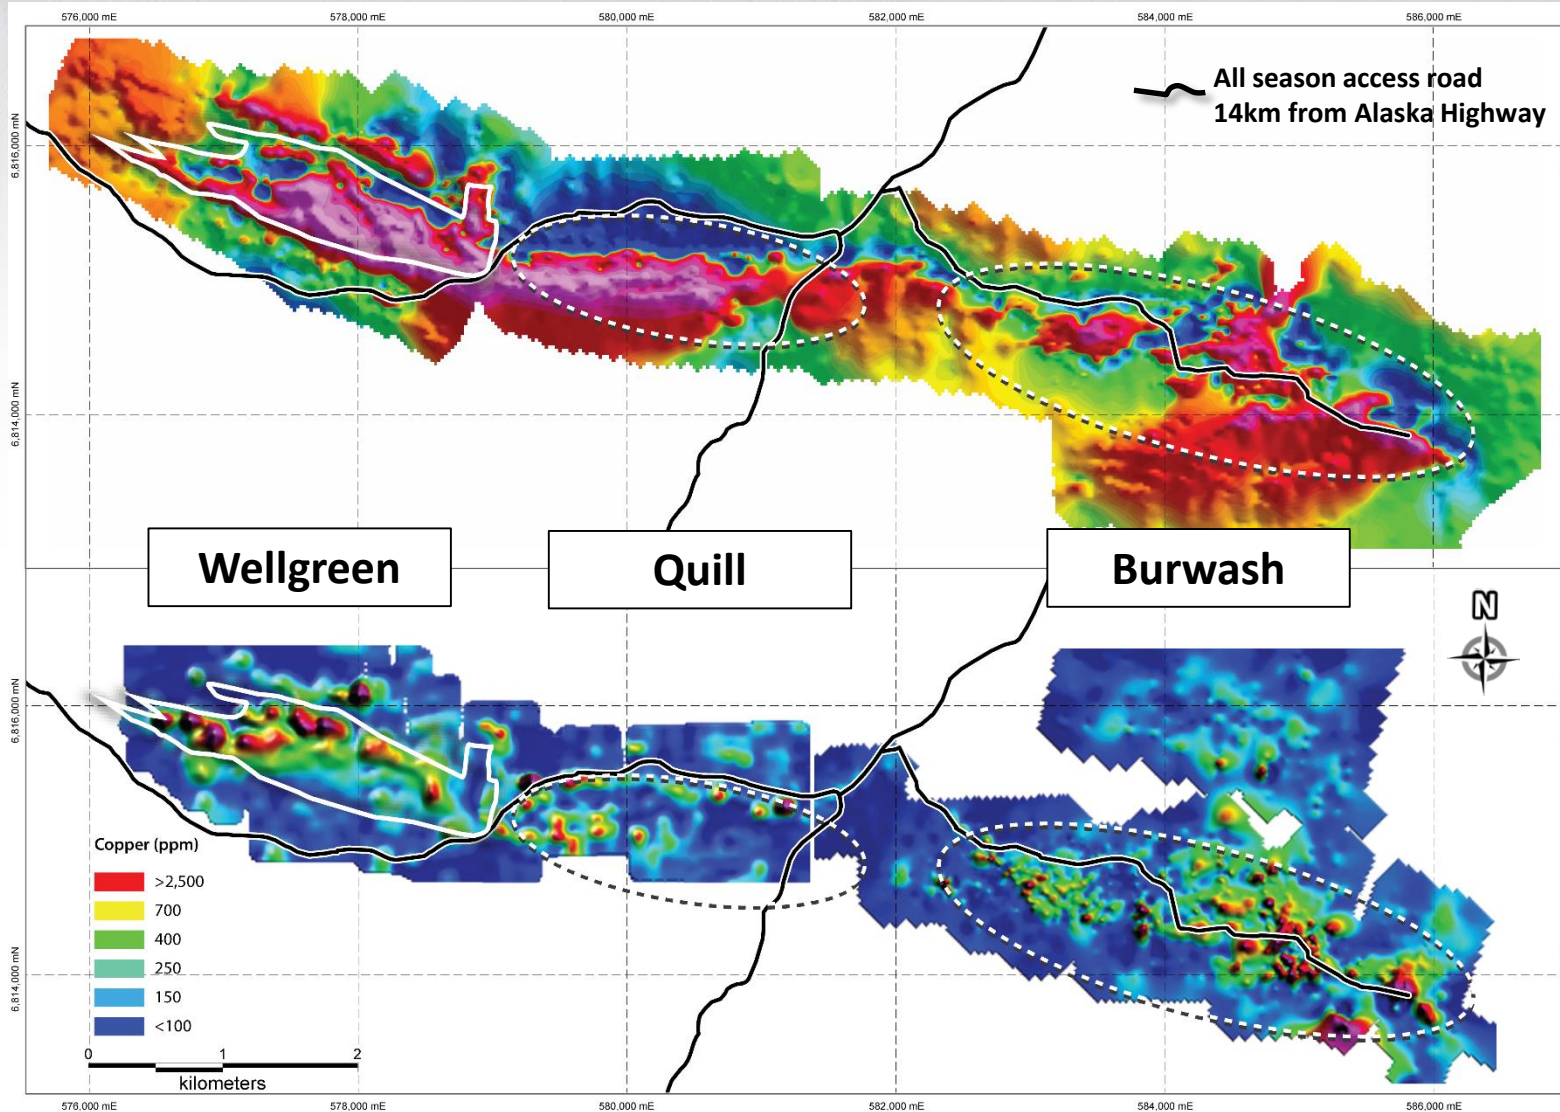 576,000 mE
578,000 mE
580,000 mE
582,000 mE
584,000 mE
586,000 mE
All season access road
14km from Alaska Highway
6,816,000 mN
6,814,000 mN
Wellgreen
Quill
Burwash
N
6,816,000 mN
6,814,000 mN
Copper (ppm)
>2,500
700
400
250
150
<100
0 1 2
kilometers
576,000 mE
578,000 mE
580,000 mE
582,000 mE
584,000 mE
586,000 mE